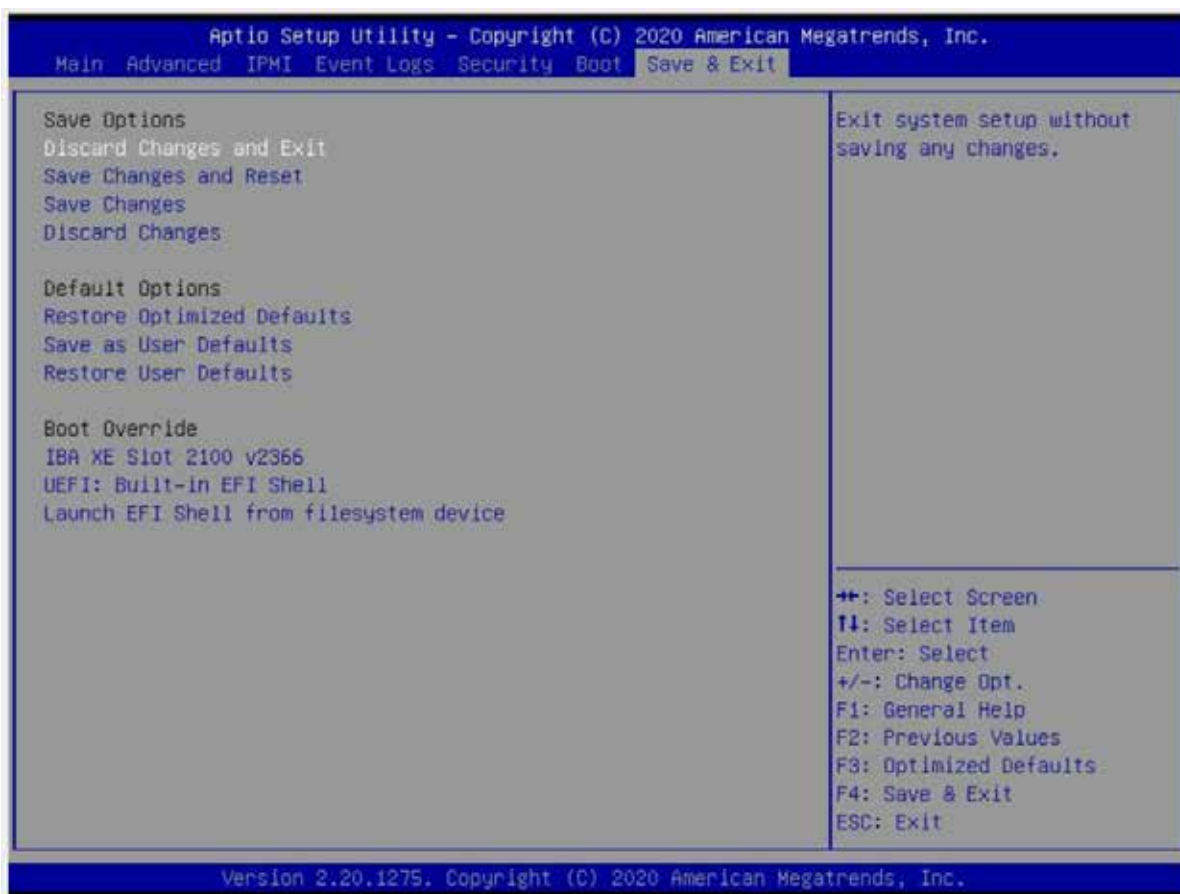 Aptio Setup Utility - Copyright (C) 2020 American Megatrends, Inc.
Main Advanced IPMI Event Logs Security Boot Save & Exit
Save Options
Discard Changes and Exit
Save Changes and Reset
Save Changes
Discard Changes
Default Options
Restore Optimized Defaults
Save as User Defaults
Restore User Defaults
Boot Override
IBA XE Slot 2100 v2366
UEFI: Built-in EFI Shell
Launch EFI Shell from filesystem device
Exit system setup without
saving any changes.
→←: Select Screen
↑↓: Select Item
Enter: Select
+/-: Change Opt.
F1: General Help
F2: Previous Values
F3: Optimized Defaults
F4: Save & Exit
ESC: Exit
Version 2.20.1275. Copyright (C) 2020 American Megatrends, Inc.